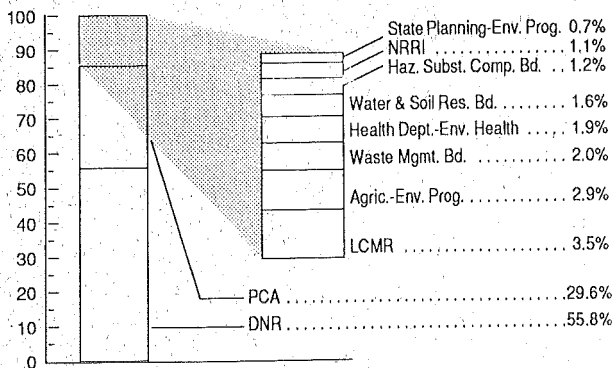 100
90
80
70
60
50
40
30
20
10
0
State Planning-Env. Prog. 0.7%
NRRI .................. 1.1%
Haz. Subst. Comp. Bd. 1.2%
Water & Soil Res. Bd. ...... 1.6%
Health Dept.-Env. Health ..... 1.9%
Waste Mgmt. Bd. .......... 2.0%
Agric.-Env. Prog. ............ 2.9%
LCMR ...................... 3.5%
PCA .................................... 29.6%
DNR .................................... 55.8%